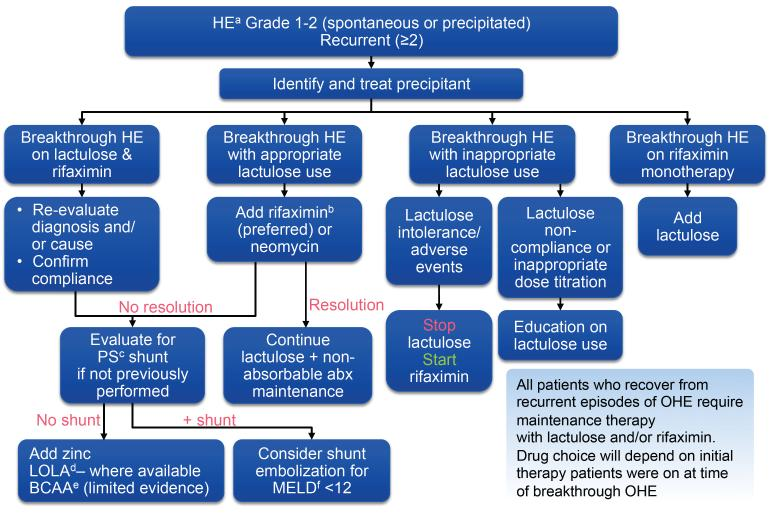 HEᵃ Grade 1-2 (spontaneous or precipitated)
Recurrent (≥2)
Identify and treat precipitant
Breakthrough HE
on lactulose &
rifaximin
Breakthrough HE
with appropriate
lactulose use
Breakthrough HE
with inappropriate
lactulose use
Breakthrough HE
on rifaximin
monotherapy
• Re-evaluate
diagnosis and/
or cause
• Confirm
compliance
Add rifaximinᵇ
(preferred) or
neomycin
Lactulose
intolerance/
adverse
events
Lactulose
non-
compliance or
inappropriate
dose titration
Add
lactulose
No resolution
Resolution
Evaluate for
PSᶜ shunt
if not previously
performed
Continue
lactulose + non-
absorbable abx
maintenance
Stop
lactulose
Start
rifaximin
Education on
lactulose use
No shunt
+ shunt
Add zinc
LOLAᵈ– where available
BCAAᵉ (limited evidence)
Consider shunt
embolization for
MELDᶠ <12
All patients who recover from
recurrent episodes of OHE require
maintenance therapy
with lactulose and/or rifaximin.
Drug choice will depend on initial
therapy patients were on at time
of breakthrough OHE